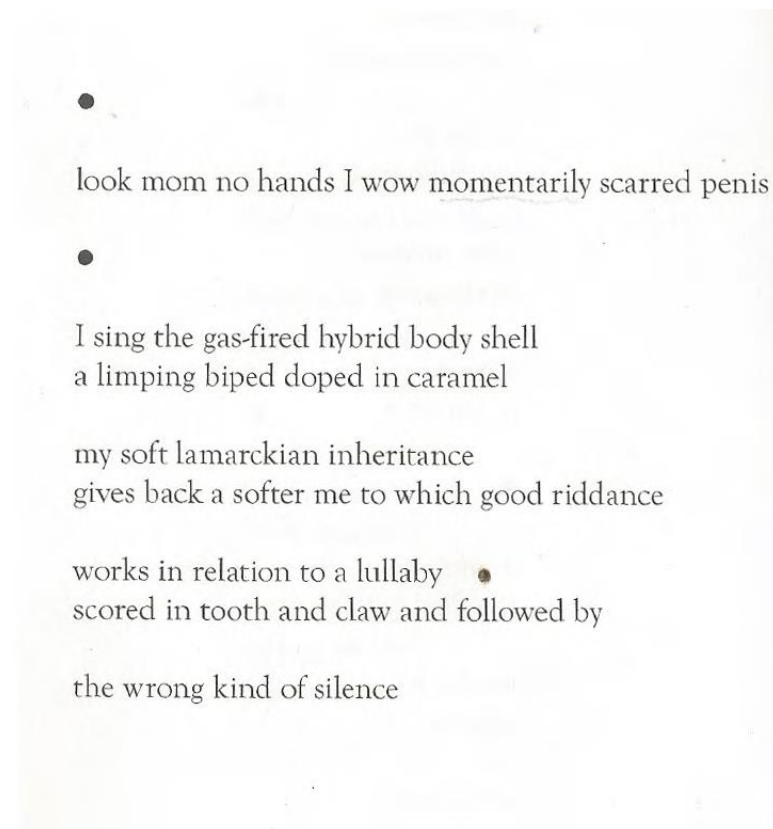 look mom no hands I wow momentarily scarred penis
I sing the gas-fired hybrid body shell
a limping biped doped in caramel
my soft lamarckian inheritance
gives back a softer me to which good riddance
works in relation to a lullaby
scored in tooth and claw and followed by
the wrong kind of silence